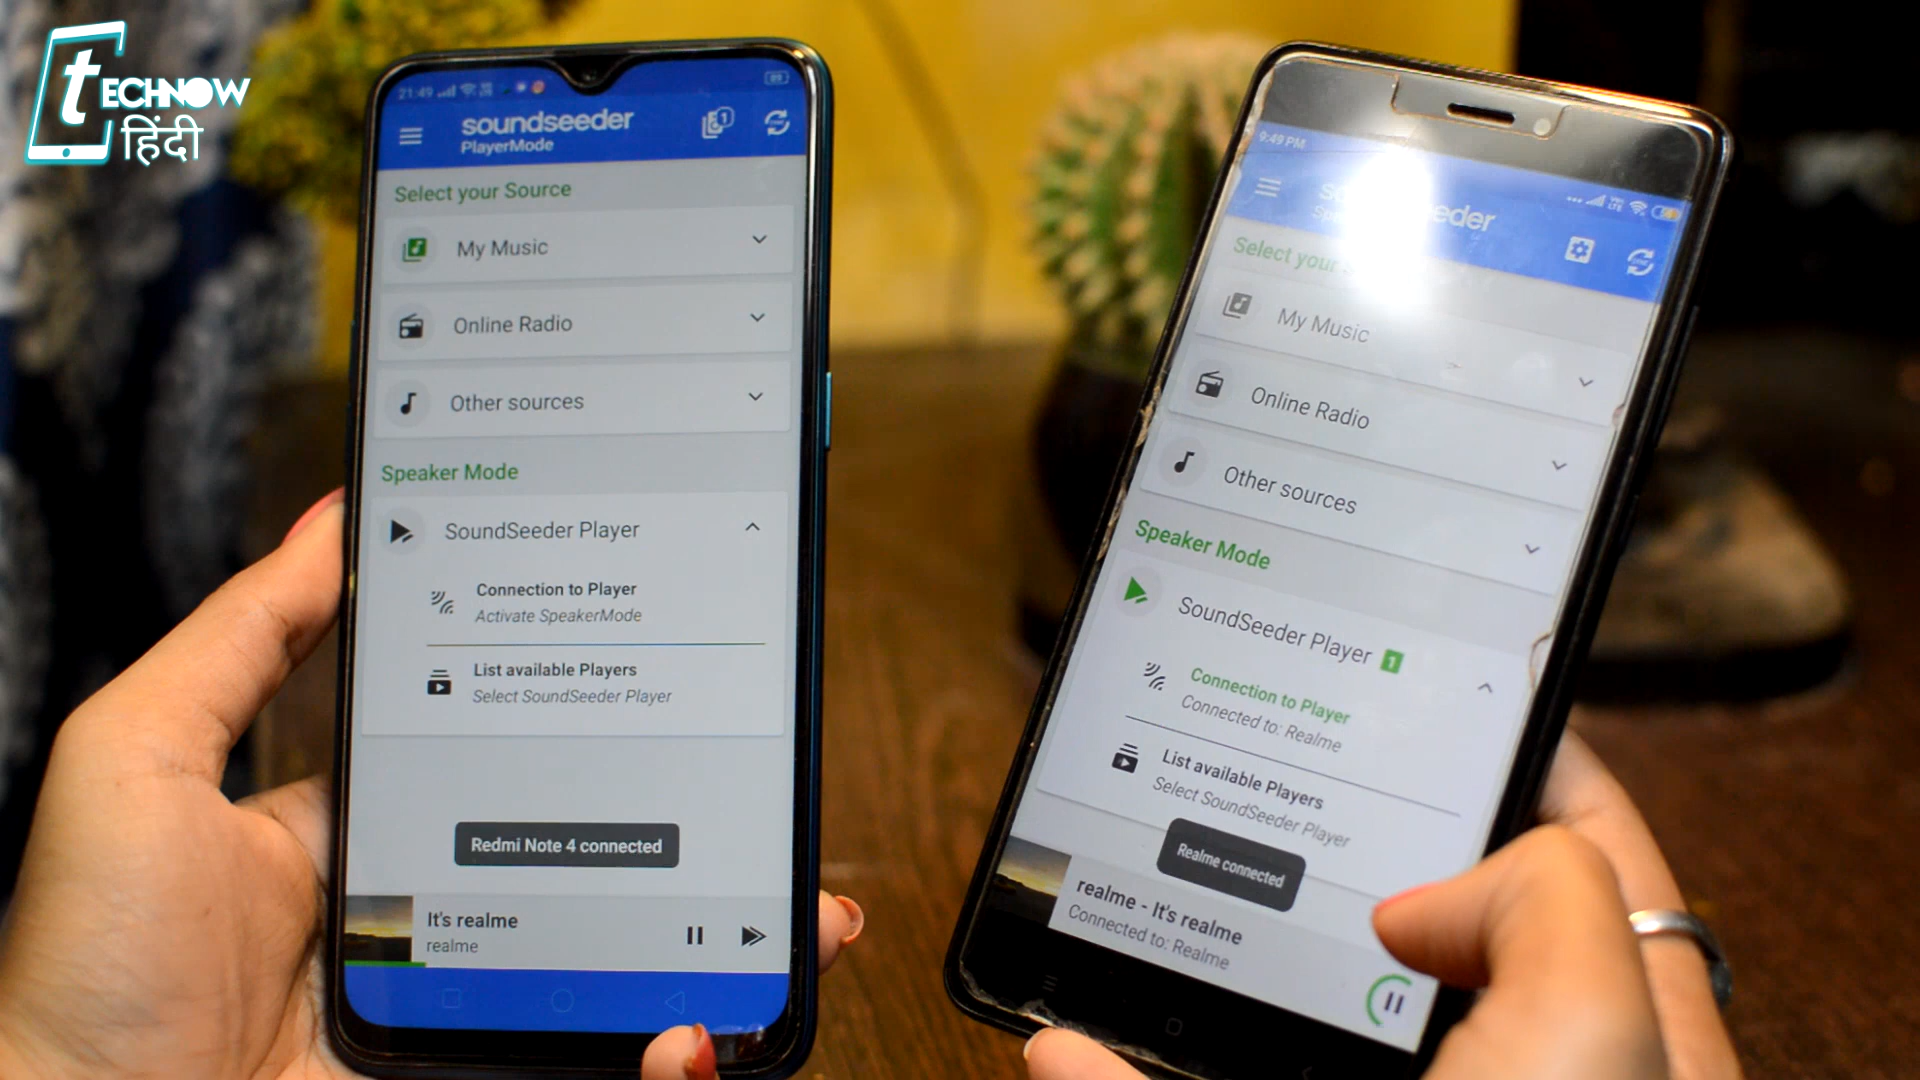 TECHNOW
हिंदी
21:49
89
soundseeder
PlayerMode
1
Select your Source
My Music
Online Radio
Other sources
Speaker Mode
SoundSeeder Player
Connection to Player
Activate SpeakerMode
List available Players
Select SoundSeeder Player
Redmi Note 4 connected
It's realme
realme
9:49 PM
eder
Select your
My Music
Online Radio
Other sources
Speaker Mode
SoundSeeder Player 1
Connection to Player
Connected to: Realme
List available Players
Select SoundSeeder Player
Realme connected
realme - It's realme
Connected to: Realme